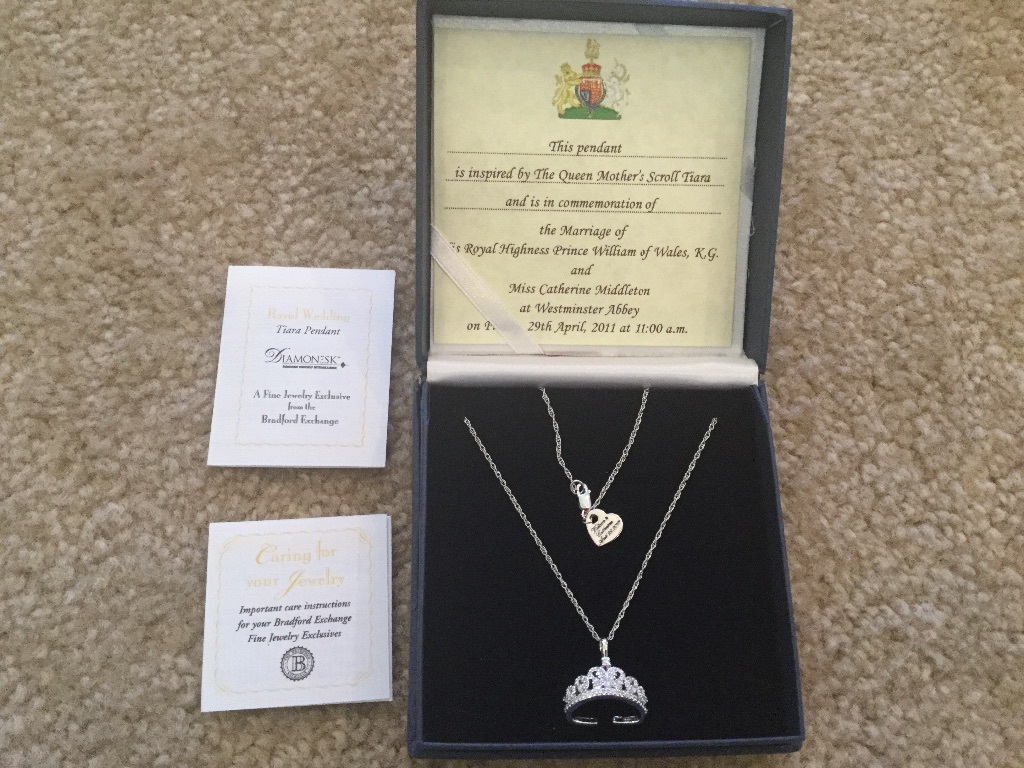 This pendant
is inspired by The Queen Mother's Scroll Tiara
and is in commemoration of
the Marriage of
Royal Highness Prince William of Wales, K.G.
and
Miss Catherine Middleton
at Westminster Abbey
on 29th April, 2011 at 11:00 a.m.
Royal Wedding
Tiara Pendant
DIAMONESK
A Fine Jewelry Exclusive
from the
Bradford Exchange
Caring for
your Jewelry
Important care instructions
for your Bradford Exchange
Fine Jewelry Exclusives
B